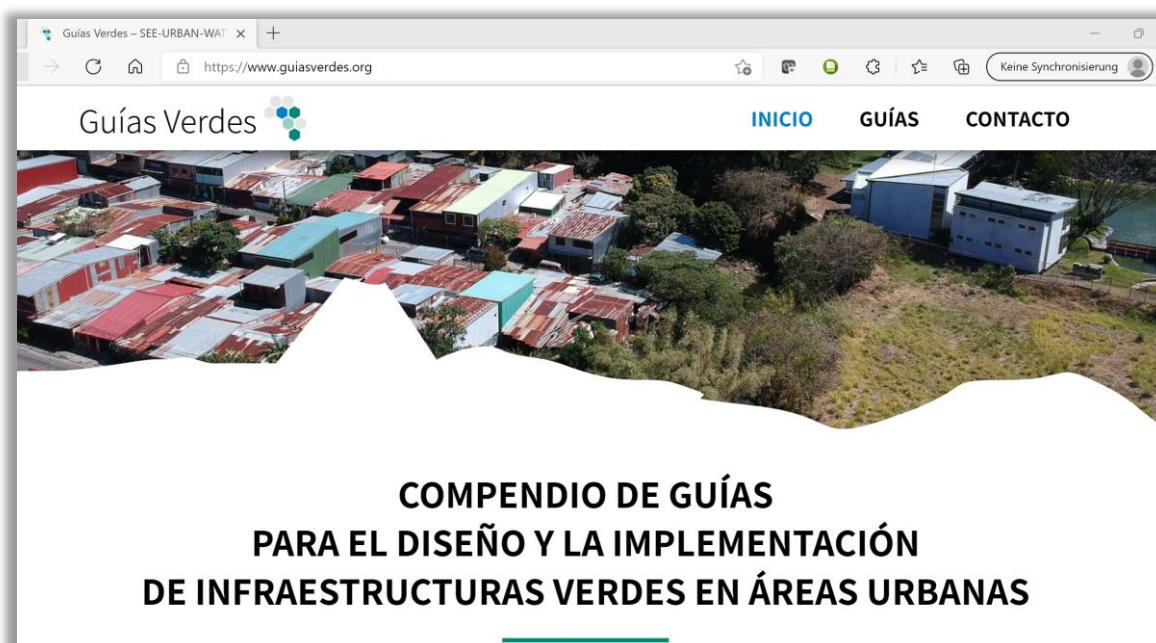 Guías Verdes – SEE-URBAN-WAT
https://www.guiasverdes.org
Keine Synchronisierung
Guías Verdes
INICIO
GUÍAS
CONTACTO
COMPENDIO DE GUÍAS
PARA EL DISEÑO Y LA IMPLEMENTACIÓN
DE INFRAESTRUCTURAS VERDES EN ÁREAS URBANAS